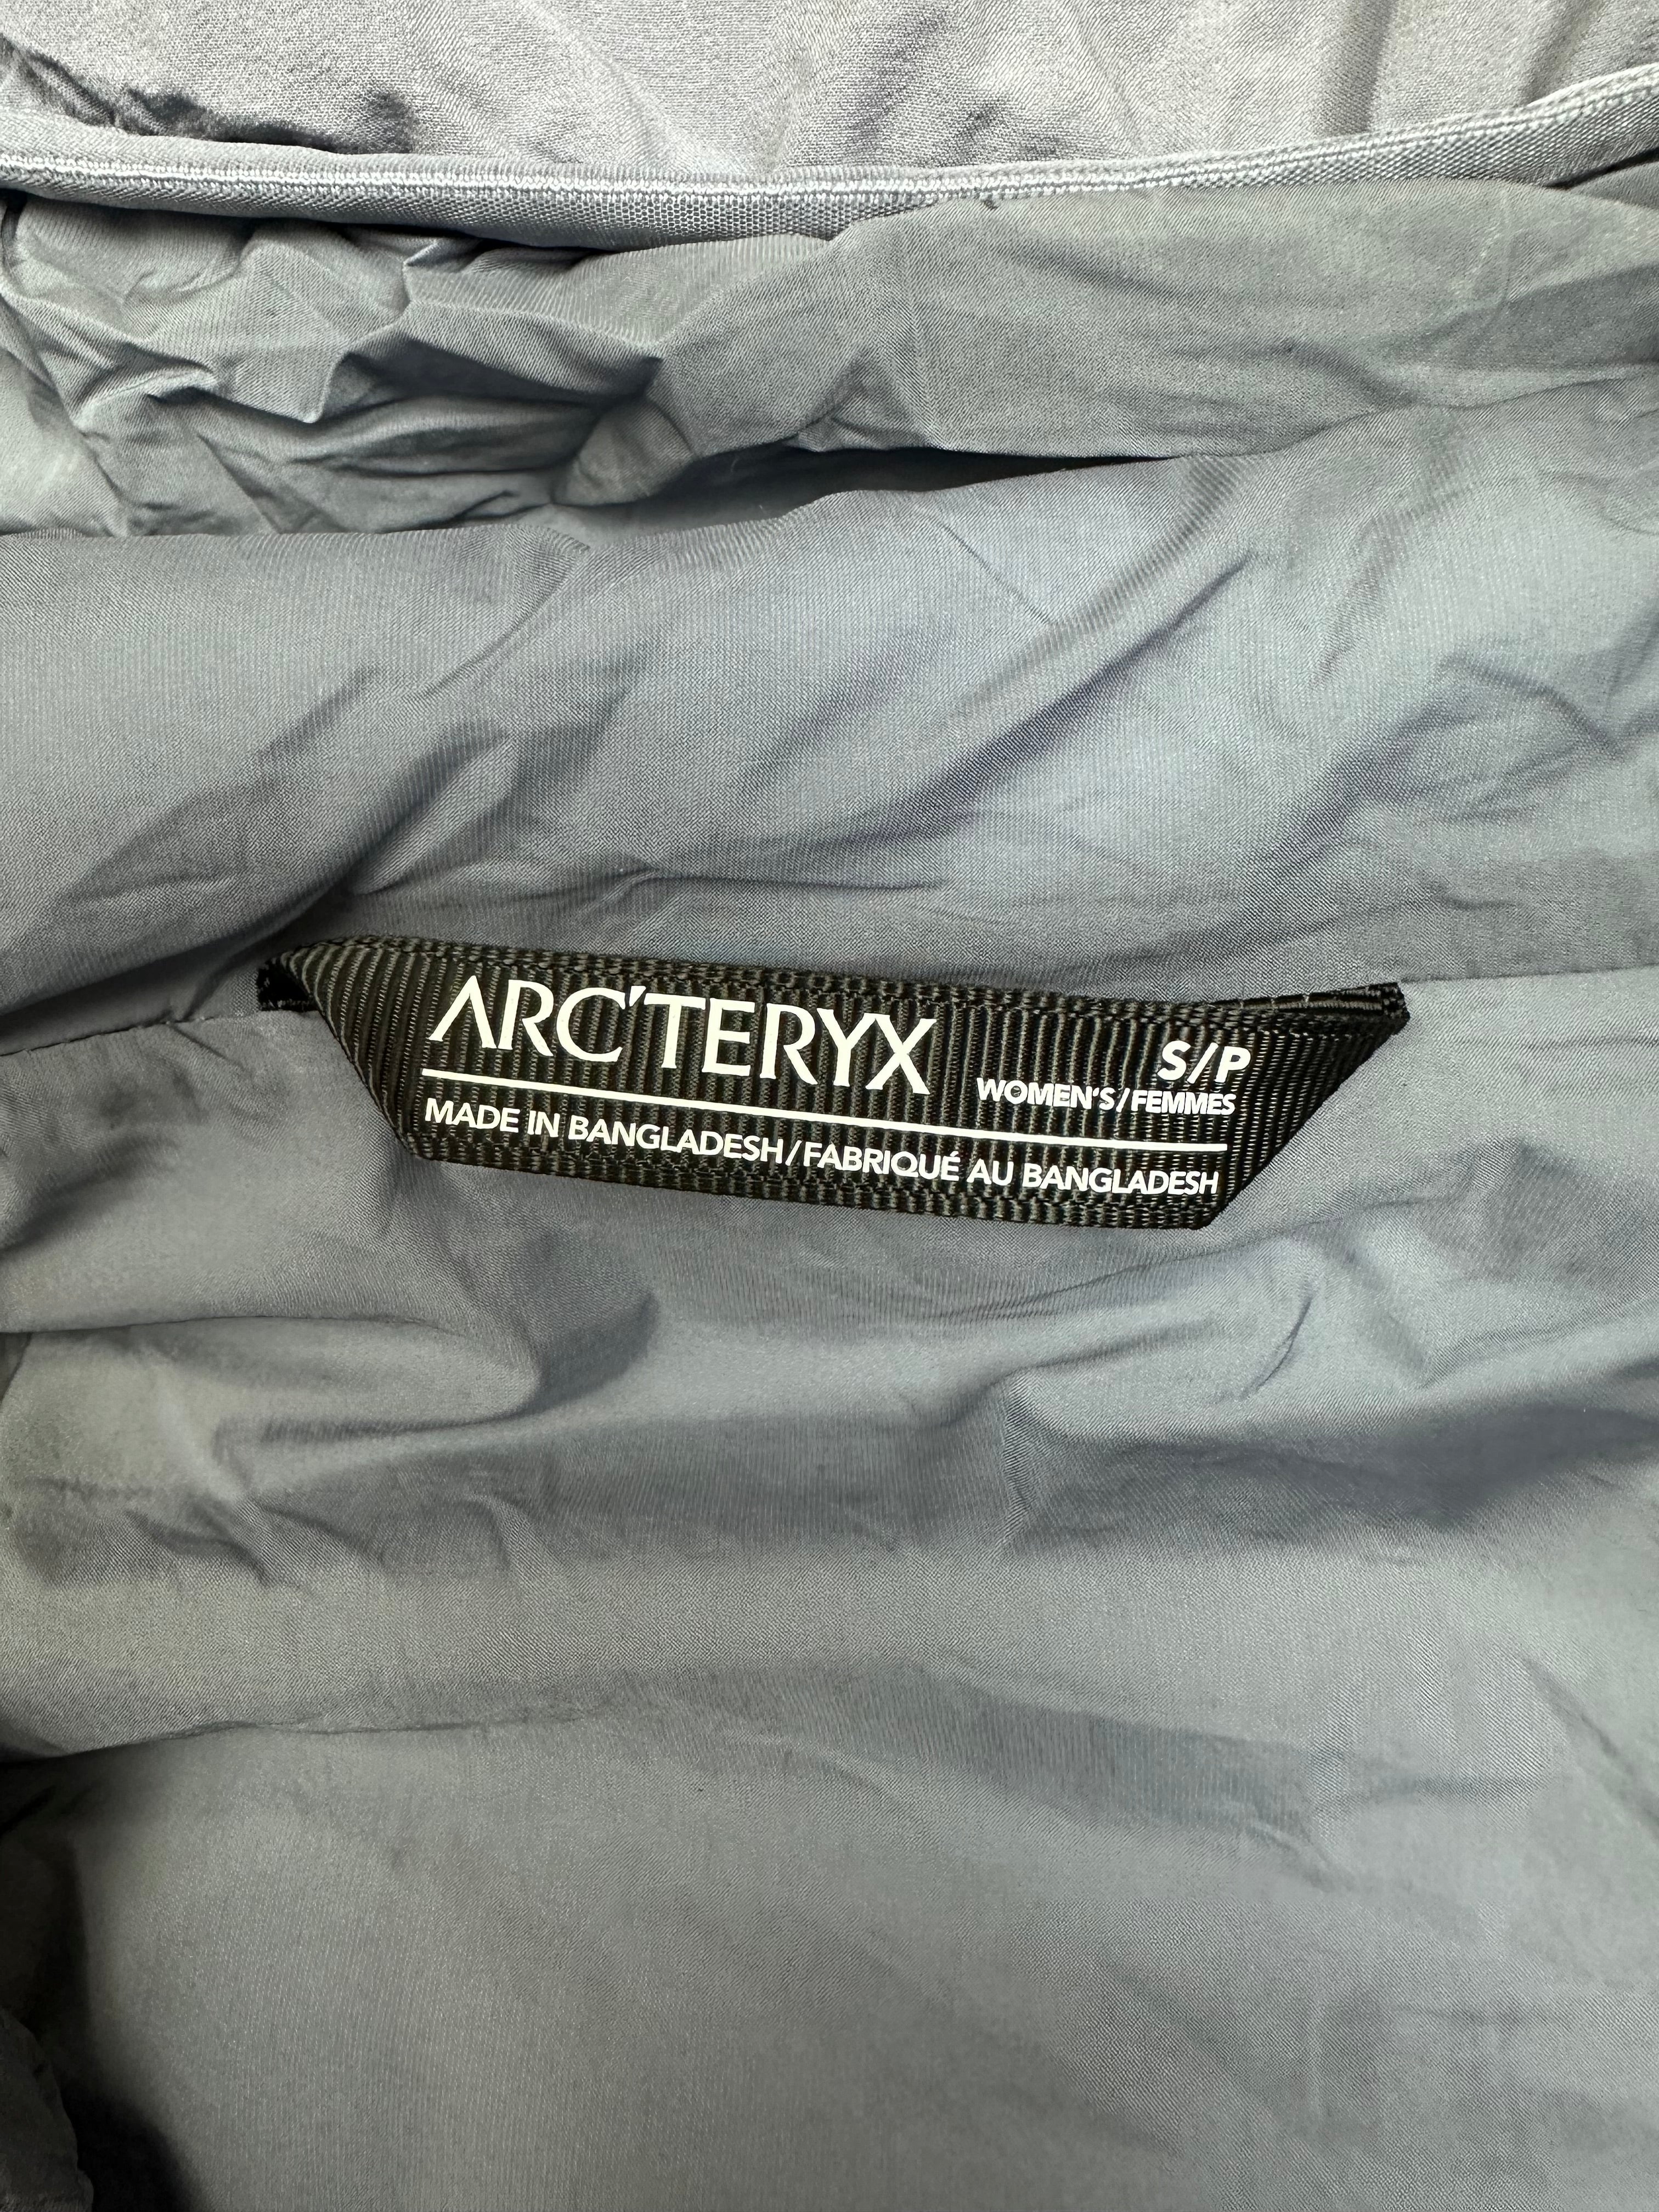 ARC'TERYX
S/P
WOMEN'S/FEMMES
MADE IN BANGLADESH/FABRIQUÉ AU BANGLADESH